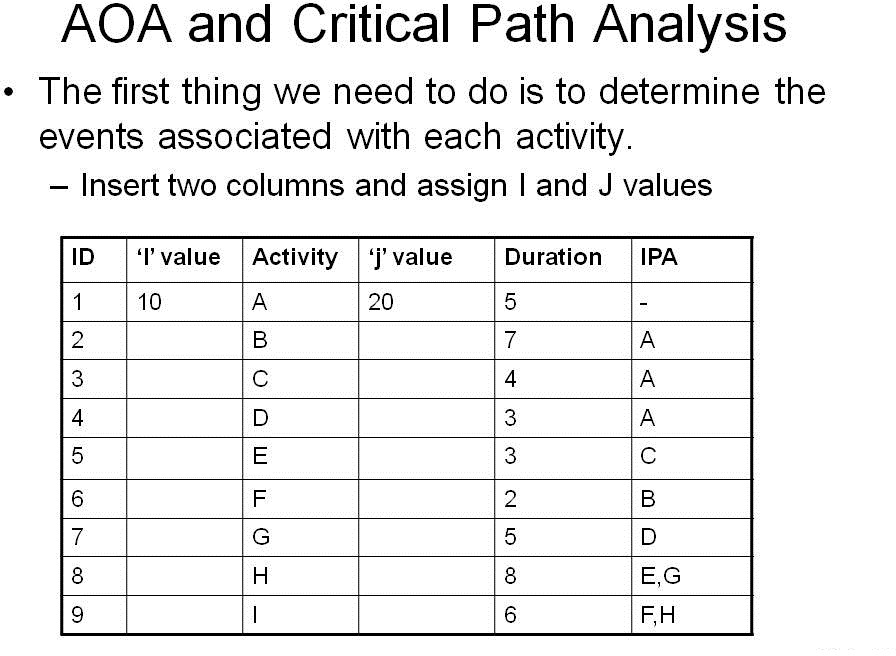 AOA and Critical Path Analysis
• The first thing we need to do is to determine the
events associated with each activity.
– Insert two columns and assign I and J values
ID ‘I’ value Activity ‘j’ value Duration IPA
1 10 A 20 5 -
2 B 7 A
3 C 4 A
4 D 3 A
5 E 3 C
6 F 2 B
7 G 5 D
8 H 8 E,G
9 I 6 F,H